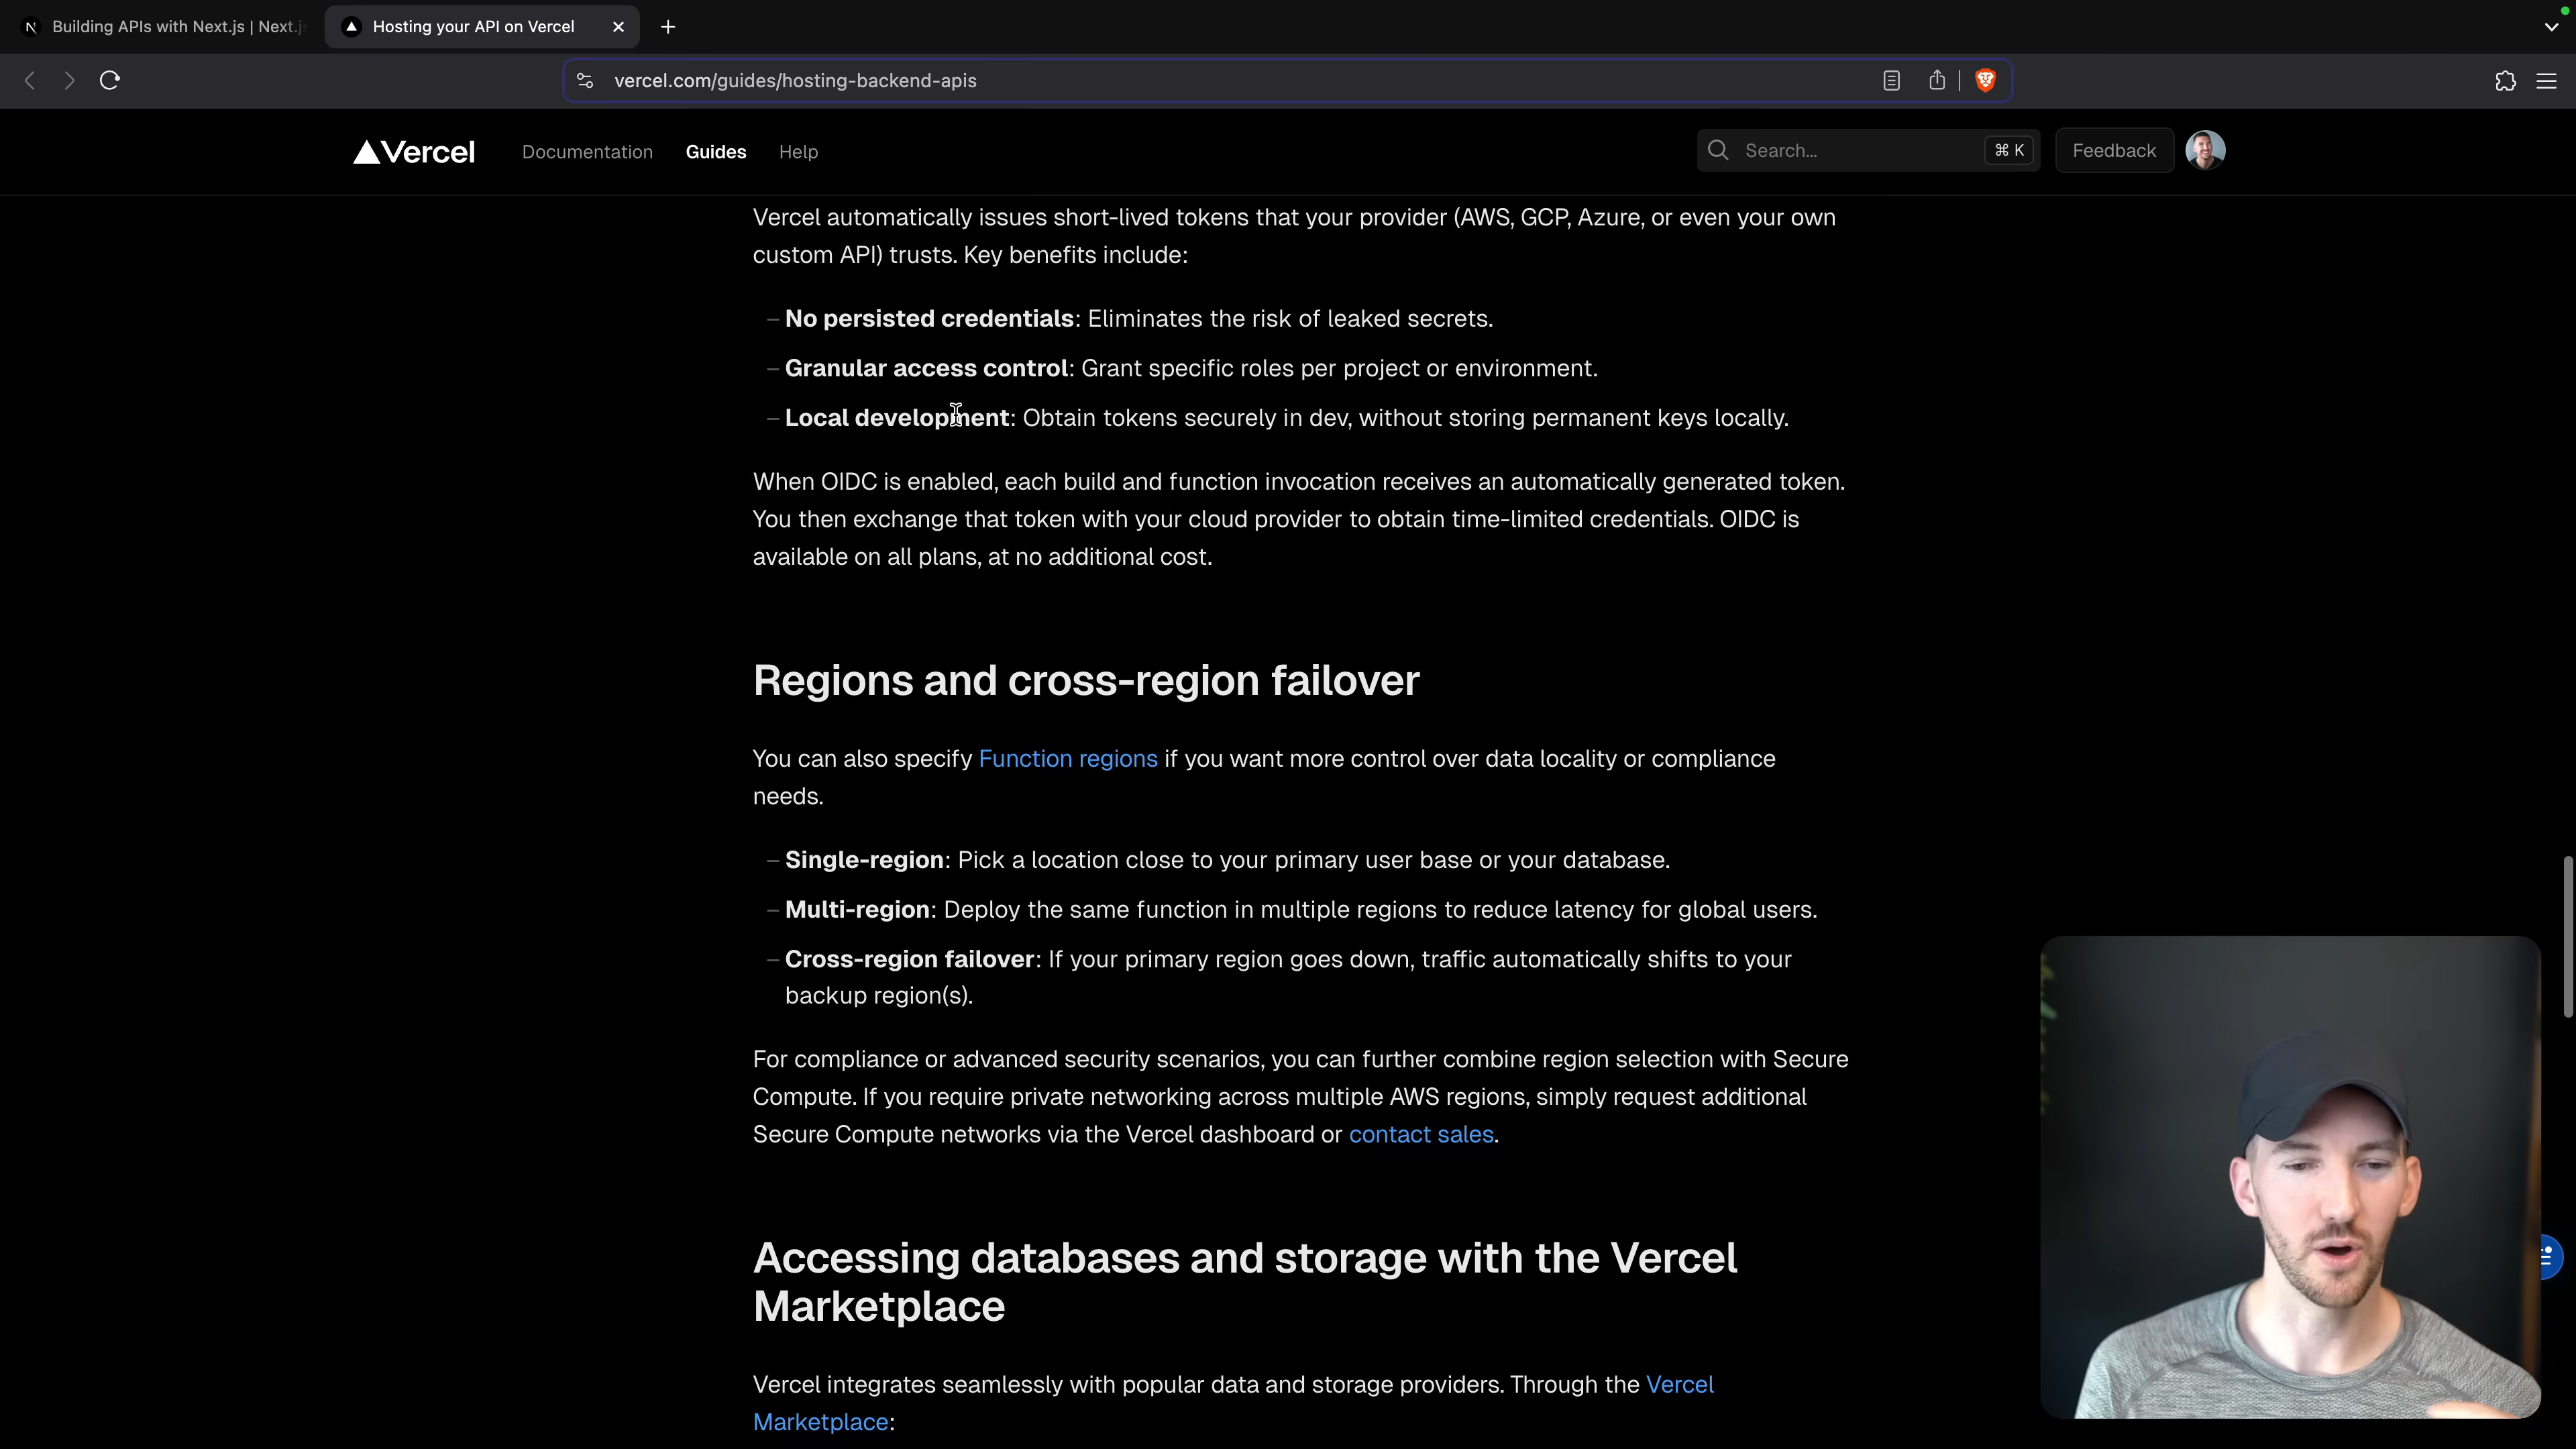 Building APIs with Next.js | Next.js
Hosting your API on Vercel
vercel.com/guides/hosting-backend-apis
Vercel
Documentation
Guides
Help
Search...
⌘ K
Feedback
Vercel automatically issues short-lived tokens that your provider (AWS, GCP, Azure, or even your own
custom API) trusts. Key benefits include:
– No persisted credentials: Eliminates the risk of leaked secrets.
– Granular access control: Grant specific roles per project or environment.
– Local development: Obtain tokens securely in dev, without storing permanent keys locally.
When OIDC is enabled, each build and function invocation receives an automatically generated token.
You then exchange that token with your cloud provider to obtain time-limited credentials. OIDC is
available on all plans, at no additional cost.
Regions and cross-region failover
You can also specify Function regions if you want more control over data locality or compliance
needs.
– Single-region: Pick a location close to your primary user base or your database.
– Multi-region: Deploy the same function in multiple regions to reduce latency for global users.
– Cross-region failover: If your primary region goes down, traffic automatically shifts to your
backup region(s).
For compliance or advanced security scenarios, you can further combine region selection with Secure
Compute. If you require private networking across multiple AWS regions, simply request additional
Secure Compute networks via the Vercel dashboard or contact sales.
Accessing databases and storage with the Vercel
Marketplace
Vercel integrates seamlessly with popular data and storage providers. Through the Vercel
Marketplace: